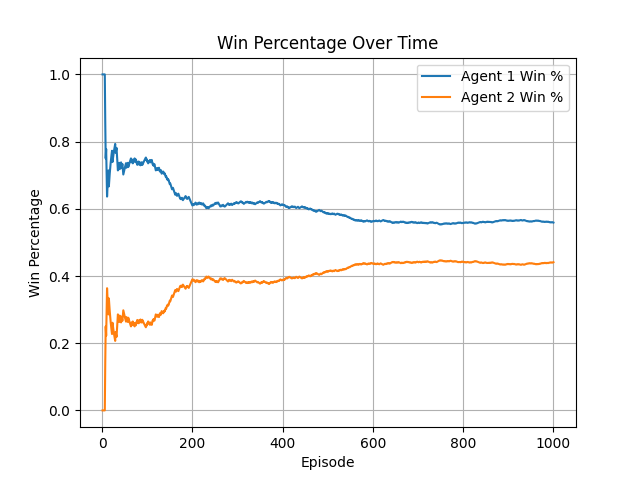 Win Percentage Over Time
Agent 1 Win %
Agent 2 Win %
Win Percentage
1.0
0.8
0.6
0.4
0.2
0.0
0 200 400 600 800 1000
Episode